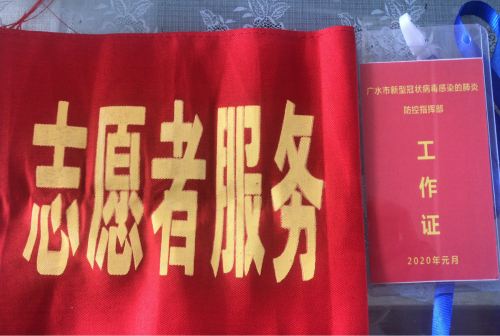 志愿者服务
广水市新型冠状病毒感染的肺炎
防控指挥部
工
作
证
2020年元月